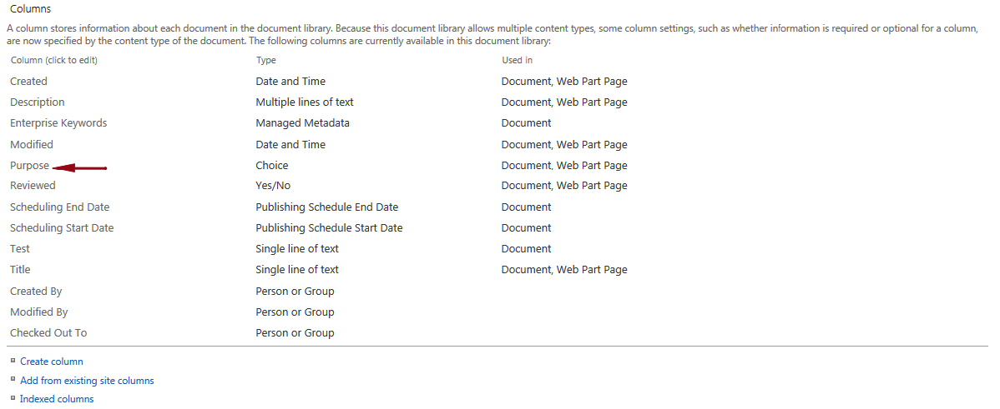 Columns
A column stores information about each document in the document library. Because this document library allows multiple content types, some column settings, such as whether information is required or optional for a column,
are now specified by the content type of the document. The following columns are currently available in this document library:
Column (click to edit) Type Used in
Created Date and Time Document, Web Part Page
Description Multiple lines of text Document, Web Part Page
Enterprise Keywords Managed Metadata Document
Modified Date and Time Document, Web Part Page
Purpose Choice Document, Web Part Page
Reviewed Yes/No Document, Web Part Page
Scheduling End Date Publishing Schedule End Date Document
Scheduling Start Date Publishing Schedule Start Date Document
Test Single line of text Document
Title Single line of text Document, Web Part Page
Created By Person or Group
Modified By Person or Group
Checked Out To Person or Group
Create column
Add from existing site columns
Indexed columns